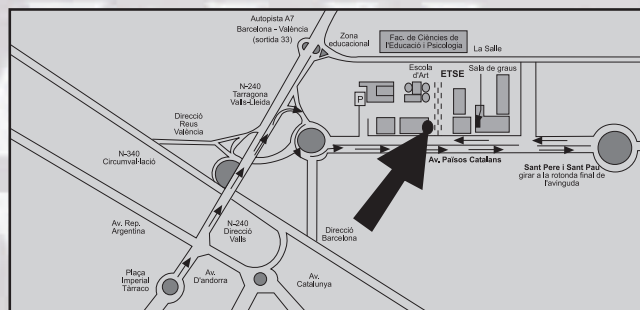 Autopista A7
Barcelona - València
(sortida 33)
Zona
educacional
Fac. de Ciències de
l'Educació i Psicologia
La Salle
Escola
d'Art
ETSE
Sala de graus
N-240
Tarragona
Valls-Lleida
P
Direcció
Reus
València
N-340
Circumval·lació
Av. Països Catalans
Sant Pere i Sant Pau
girar a la rotonda final de
l'avinguda
Av. Rep.
Argentina
N-240
Direcció
Valls
Direcció
Barcelona
Plaça
Imperial
Tàrraco
Av.
D'andorra
Av.
Catalunya